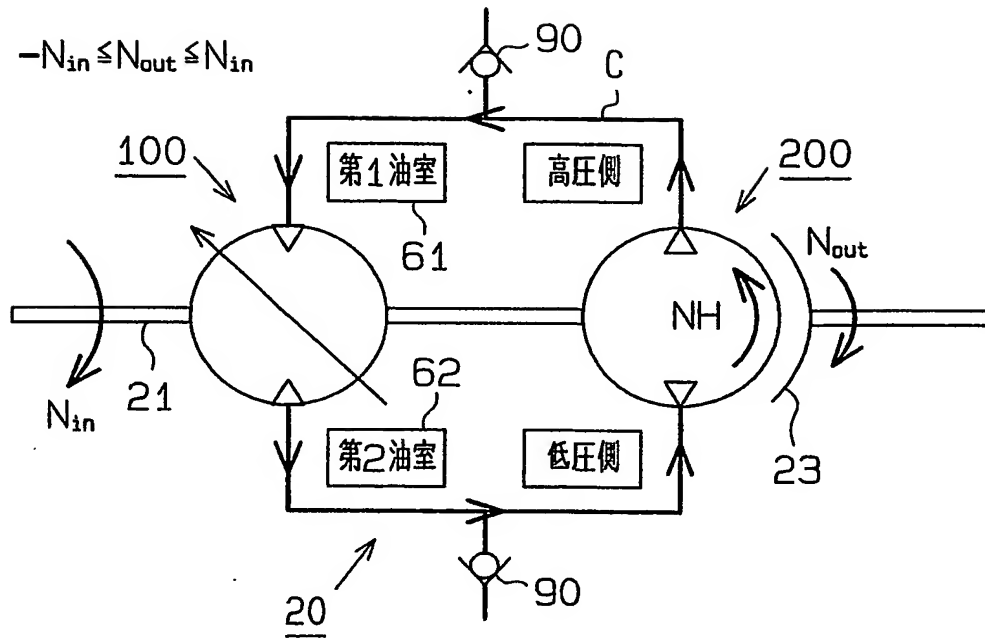 90
−Nin≦Nout≦Nin
C
100
第1油室
高圧側
200
61
Nout
NH
62
21
Nin
第2油室
低圧側
23
90
20